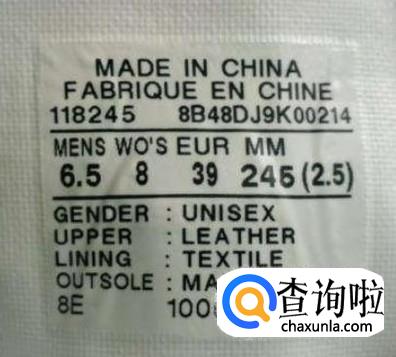 MADE IN CHINA
FABRIQUE EN CHINE
118245 8B48DJ9K00214
MENS WO'S EUR MM
6.5 8 39 245 (2.5)
GENDER : UNISEX
UPPER : LEATHER
LINING : TEXTILE
OUTSOLE :
8E
查询啦
chaxunla.com